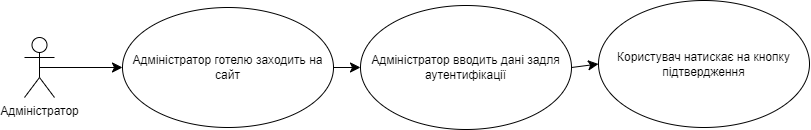 Адміністратор
Адміністратор готелю заходить на
сайт
Адміністратор вводить дані задля
аутентифікації
Користувач натискає на кнопку
підтвердження